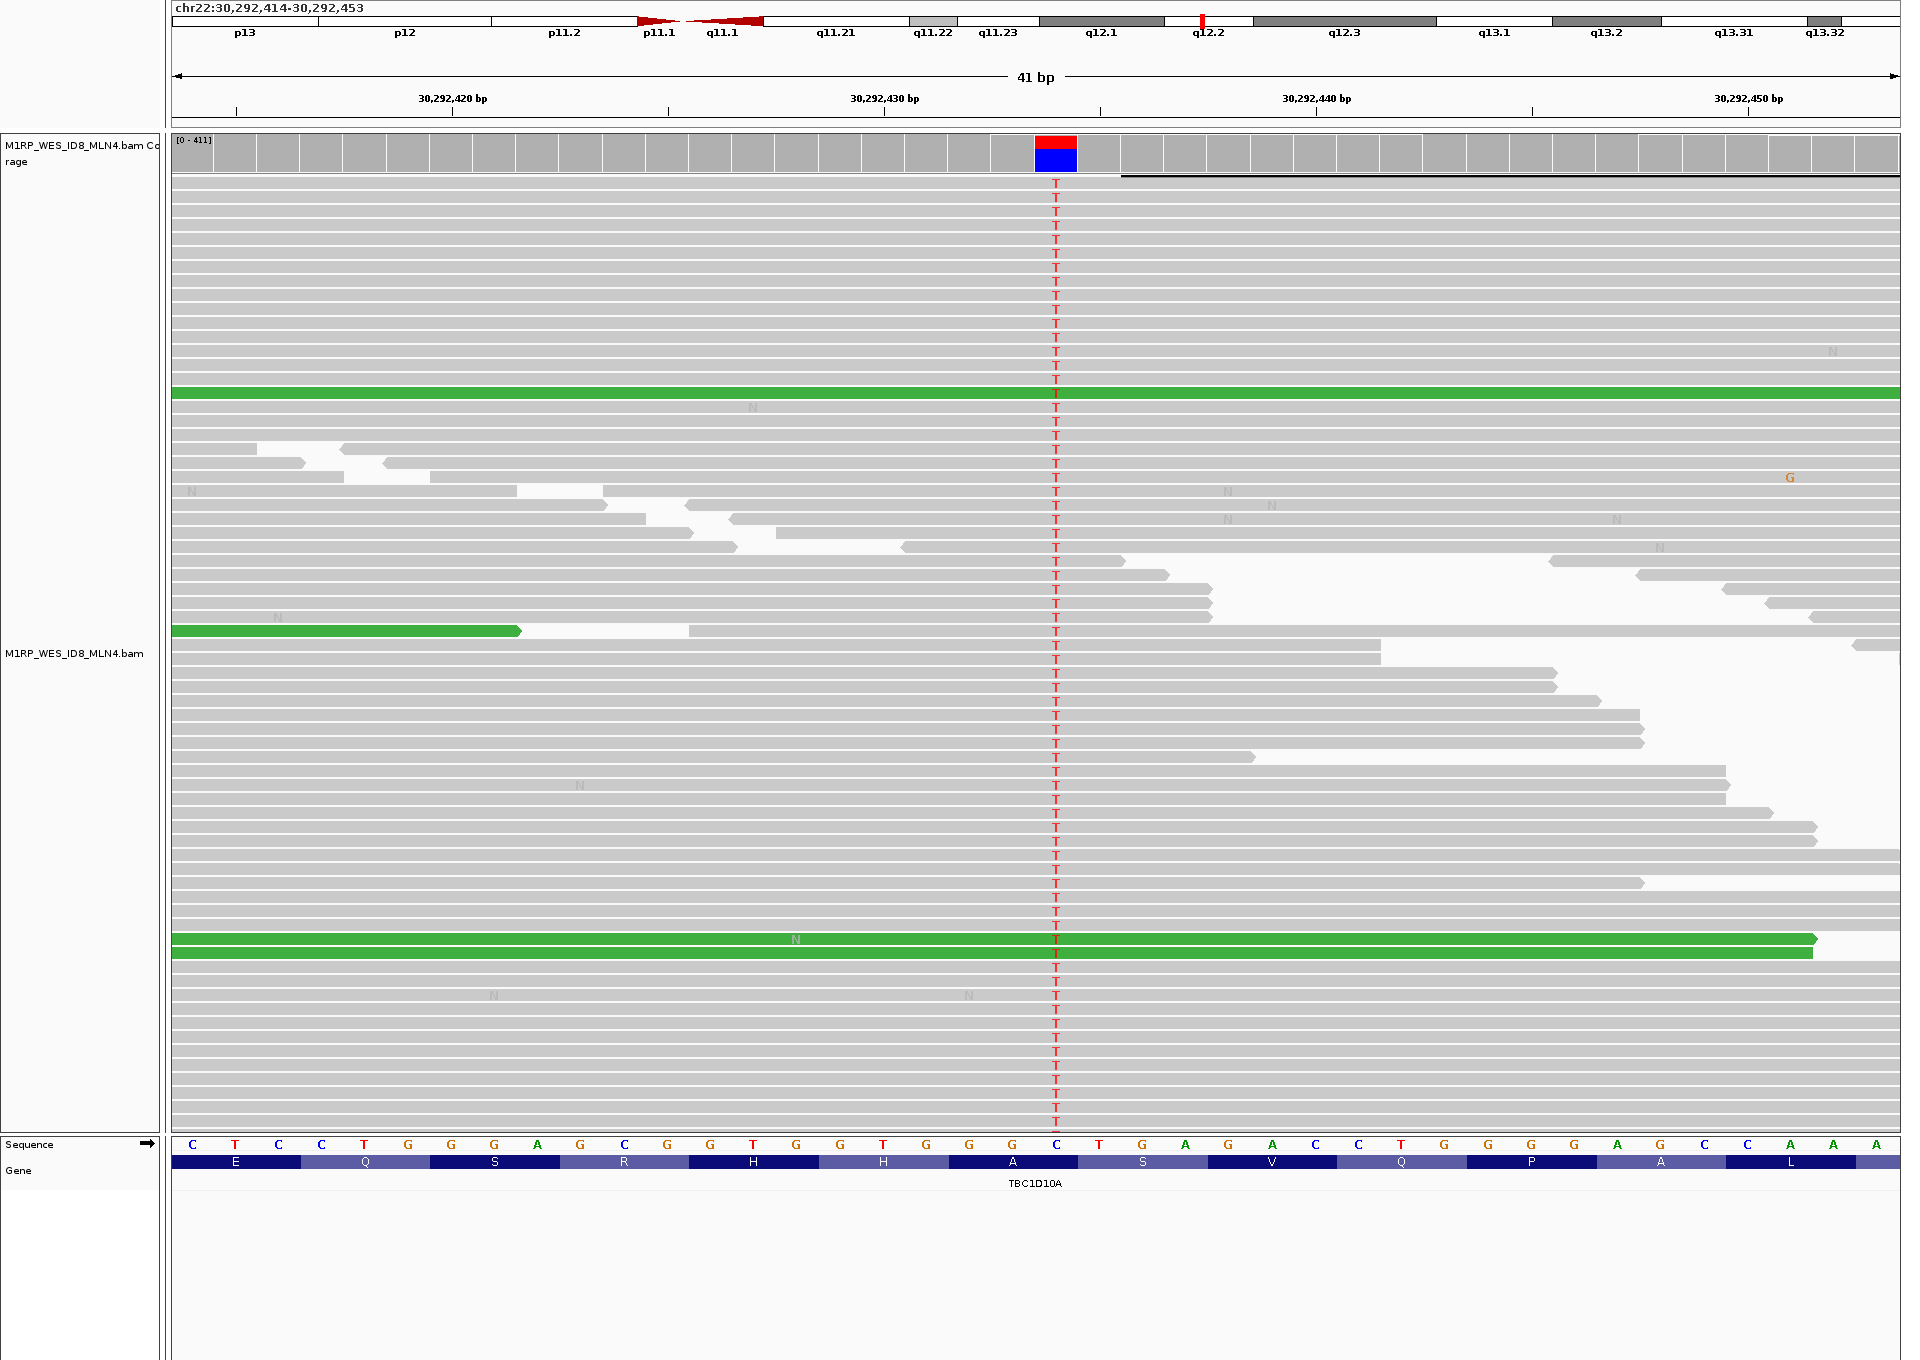 chr22:30,292,414-30,292,453
p13 p12 p11.2 p11.1 q11.1 q11.21 q11.22 q11.23 q12.1 q12.2 q12.3 q13.1 q13.2 q13.31 q13.32
41 bp
30,292,420 bp 30,292,430 bp 30,292,440 bp 30,292,450 bp
M1RP_WES_ID8_MLN4.bam Co
rage
[0 - 411]
T
T
T
T
T
T
T
T
T
T
T
T
T N
T
T
T
N T
T
T
T
T
T G
N T N
T N
T N N
T
T N
T
T
T
T
N T
T
T
M1RP_WES_ID8_MLN4.bam
T
T
T
T
T
T
T
T
T
N T
T
T
T
T
T
T
T
T
T
T
N T
T
T
T
N N T
T
T
T
T
T
T
T
T
T
Sequence
C T C C T G G G A G C G G T G G T G G G C T G A G A C C T G G G G A G C C A A A
Gene
E Q S R H H A S V Q P A L
TBC1D10A